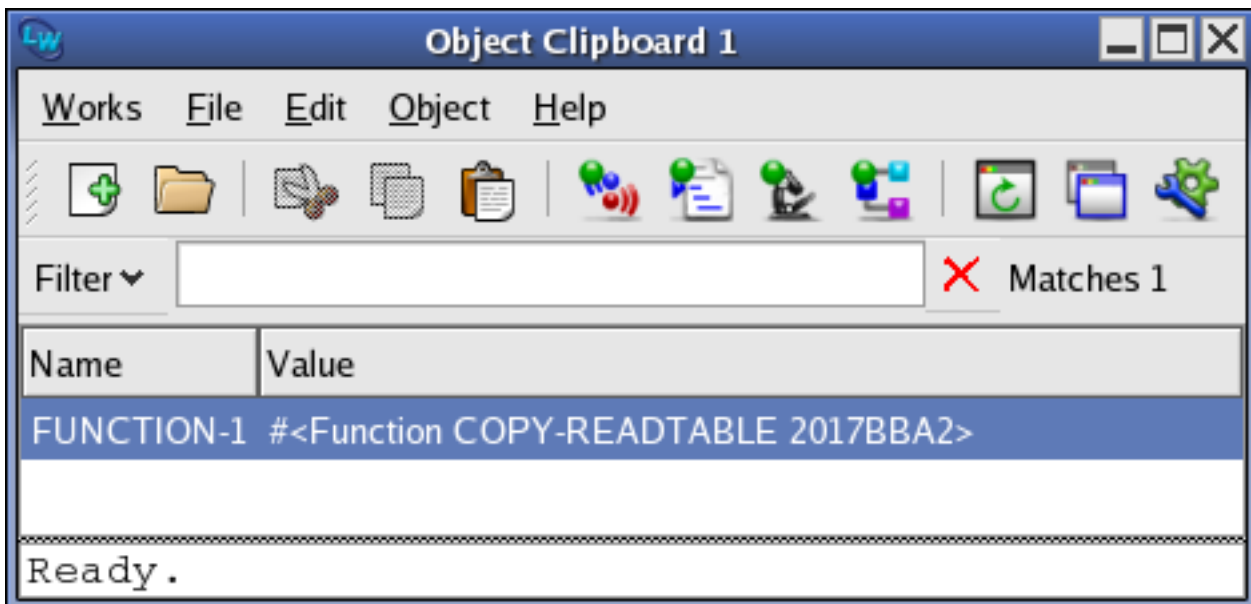 LW Object Clipboard 1
Works File Edit Object Help
Filter Matches 1
Name Value
FUNCTION-1 #<Function COPY-READTABLE 2017BBA2>
Ready.